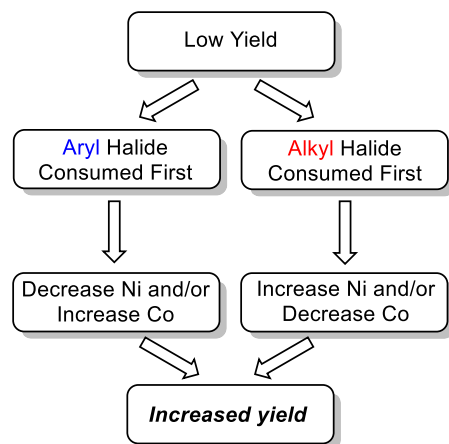 Low Yield
Aryl Halide
Consumed First
Alkyl Halide
Consumed First
Decrease Ni and/or
Increase Co
Increase Ni and/or
Decrease Co
Increased yield